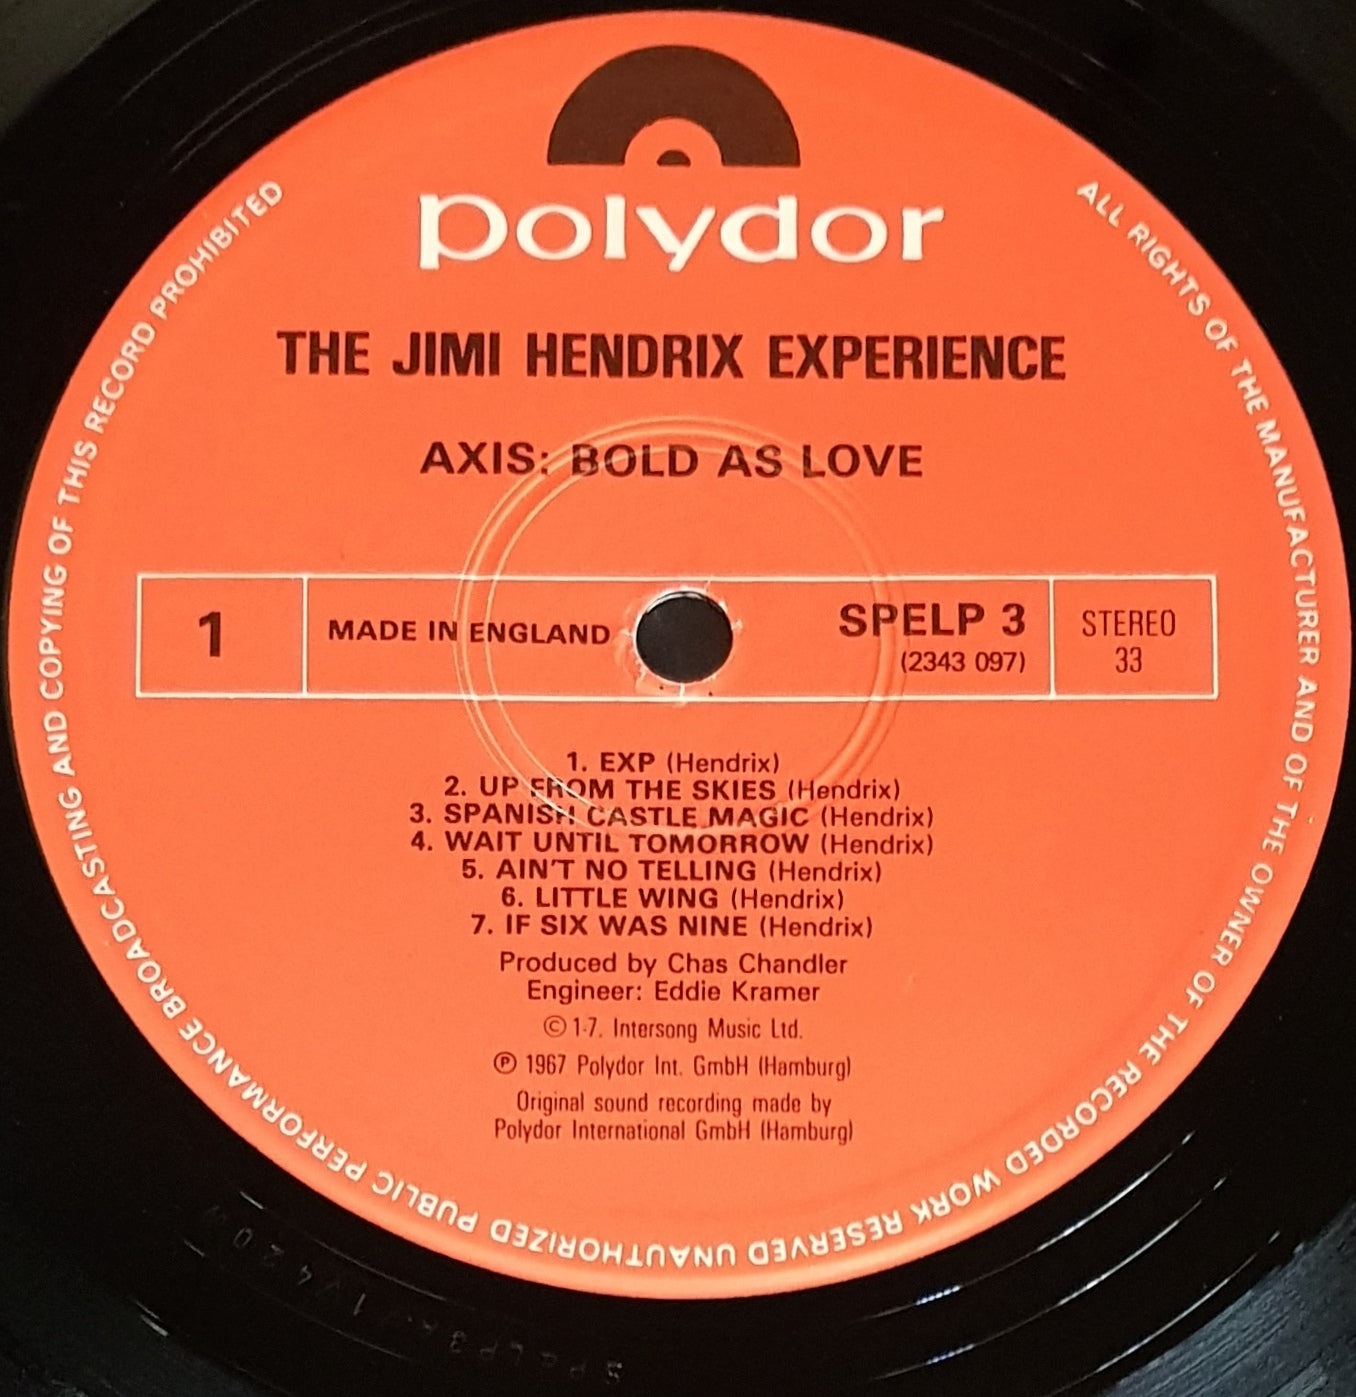 polydor
THE JIMI HENDRIX EXPERIENCE
AXIS: BOLD AS LOVE
1
MADE IN ENGLAND
SPELP 3
(2343 097)
STEREO
33
1. EXP (Hendrix)
2. UP FROM THE SKIES (Hendrix)
3. SPANISH CASTLE MAGIC (Hendrix)
4. WAIT UNTIL TOMORROW (Hendrix)
5. AIN'T NO TELLING (Hendrix)
6. LITTLE WING (Hendrix)
7. IF SIX WAS NINE (Hendrix)
Produced by Chas Chandler
Engineer: Eddie Kramer
© 1-7. Intersong Music Ltd.
℗ 1967 Polydor Int. GmbH (Hamburg)
Original sound recording made by
Polydor International GmbH (Hamburg)
ALL RIGHTS OF THE MANUFACTURER AND OF THE OWNER OF THE RECORDED WORK RESERVED UNAUTHORIZED PUBLIC PERFORMANCE BROADCASTING AND COPYING OF THIS RECORD PROHIBITED